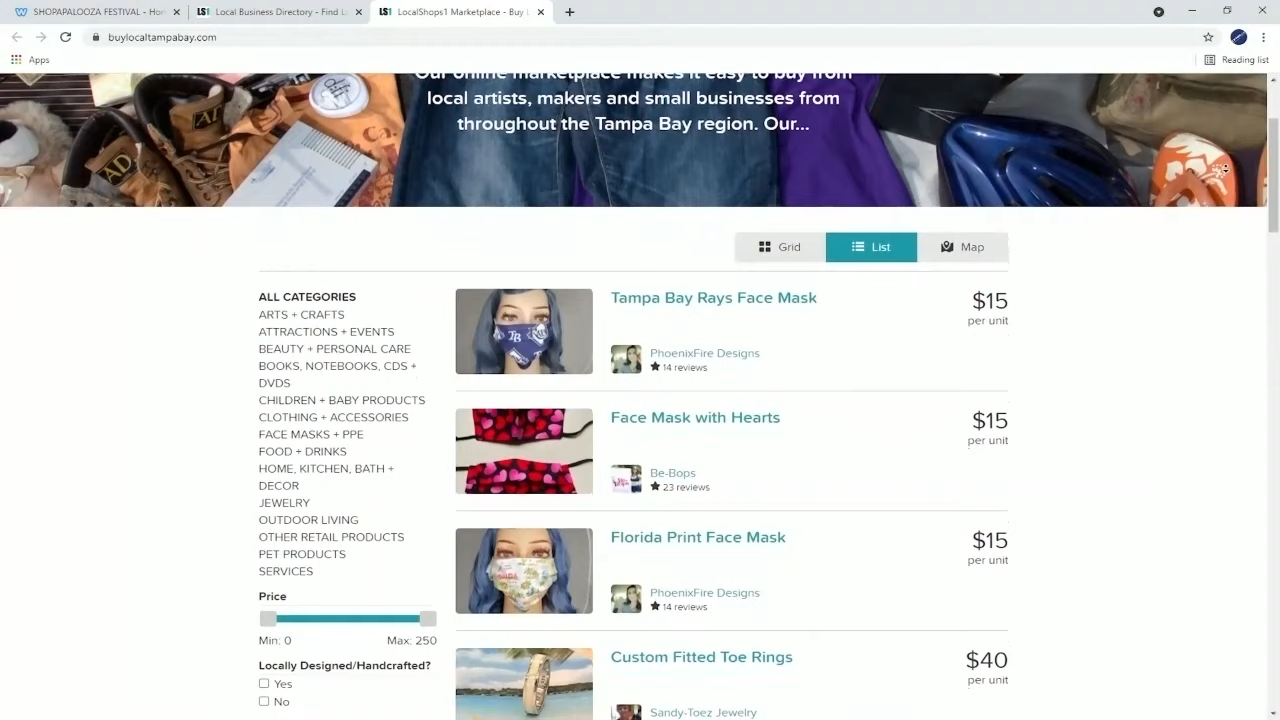 SHOPAPALOOZA FESTIVAL - Hom
LS1 Local Business Directory - Find L
LS1 LocalShops1 Marketplace - Buy L
buylocaltampabay.com
Apps
Reading list
Our online marketplace makes it easy to buy from
local artists, makers and small businesses from
throughout the Tampa Bay region. Our...
Grid
List
Map
ALL CATEGORIES
ARTS + CRAFTS
ATTRACTIONS + EVENTS
BEAUTY + PERSONAL CARE
BOOKS, NOTEBOOKS, CDS +
DVDS
CHILDREN + BABY PRODUCTS
CLOTHING + ACCESSORIES
FACE MASKS + PPE
FOOD + DRINKS
HOME, KITCHEN, BATH +
DECOR
JEWELRY
OUTDOOR LIVING
OTHER RETAIL PRODUCTS
PET PRODUCTS
SERVICES
Price
Min: 0 Max: 250
Locally Designed/Handcrafted?
Yes
No
Tampa Bay Rays Face Mask
$15
per unit
PhoenixFire Designs
14 reviews
TB
Face Mask with Hearts
$15
per unit
Be-Bops
23 reviews
Florida Print Face Mask
$15
per unit
PhoenixFire Designs
14 reviews
Custom Fitted Toe Rings
$40
per unit
Sandy-Toez Jewelry
AD